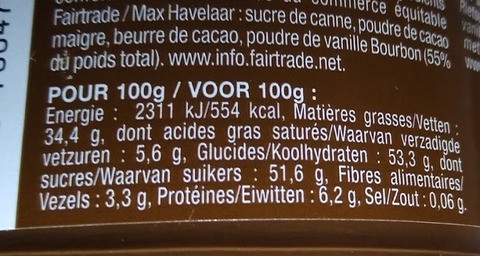 commerce équitable
Fairtrade / Max Havelaar : sucre de canne, poudre de cacao
maigre, beurre de cacao, poudre de vanille Bourbon (55%
du poids total). www.info.fairtrade.net.
POUR 100g / VOOR 100g :
Energie : 2311 kJ/554 kcal, Matières grasses/Vetten :
34,4 g, dont acides gras saturés/Waarvan verzadigde
vetzuren : 5,6 g, Glucides/Koolhydraten : 53,3 g, dont
sucres/Waarvan suikers : 51,6 g, Fibres alimentaires/
Vezels : 3,3 g, Protéines/Eiwitten : 6,2 g, Sel/Zout : 0,06 g.